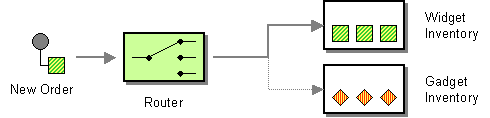 Widget
Inventory
New Order
Router
Gadget
Inventory